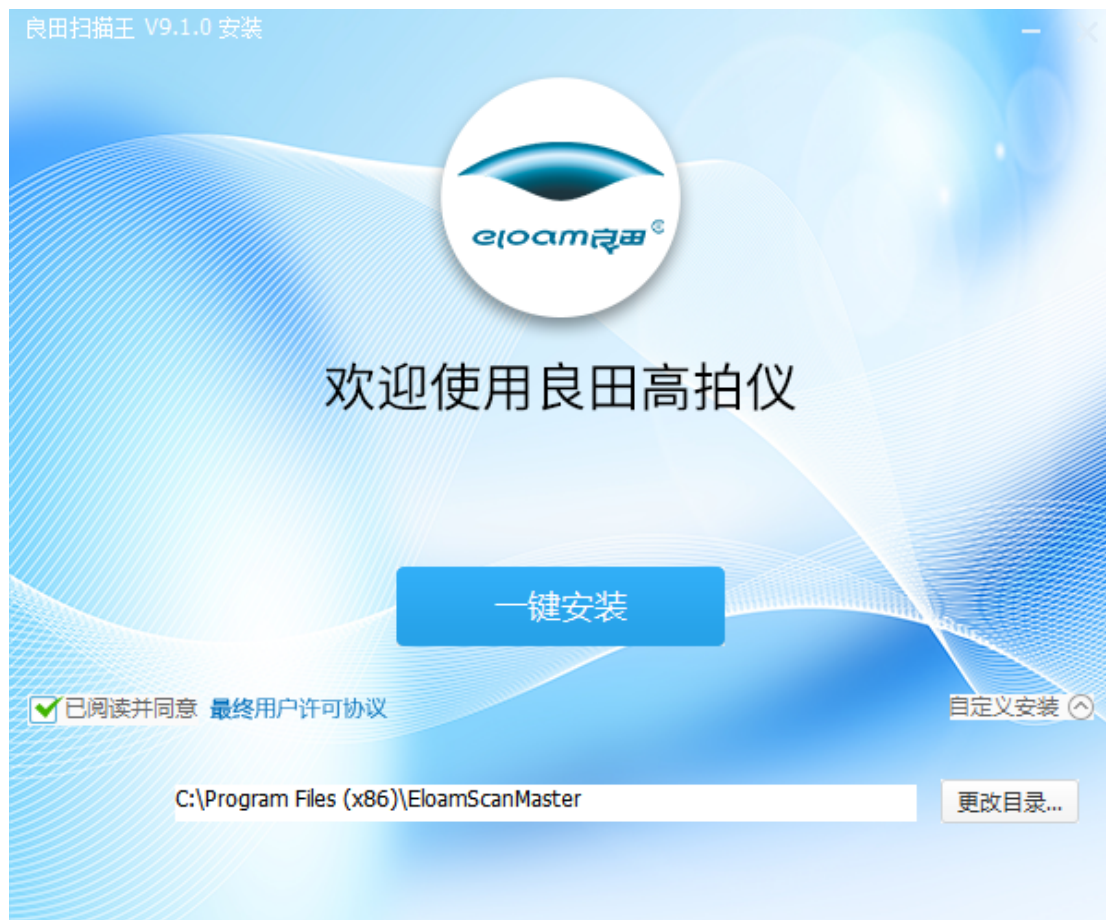 良田扫描王 V9.1.0 安装
eloam良田
欢迎使用良田高拍仪
一键安装
已阅读并同意 最终用户许可协议
自定义安装
C:\Program Files (x86)\EloamScanMaster
更改目录...